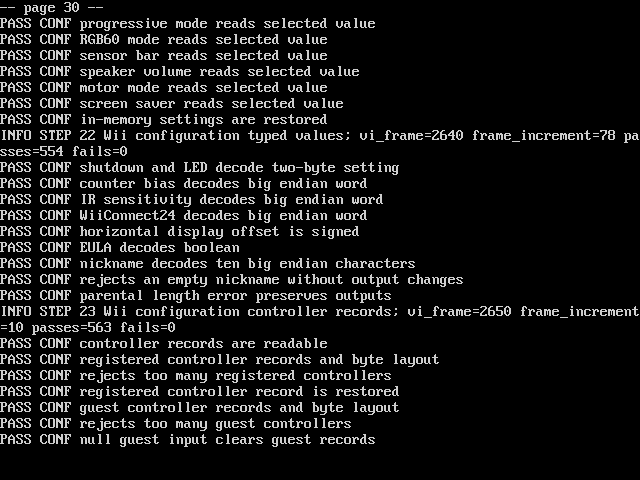 -- page 30 --
PASS CONF progressive mode reads selected value
PASS CONF RGB60 mode reads selected value
PASS CONF sensor bar reads selected value
PASS CONF speaker volume reads selected value
PASS CONF motor mode reads selected value
PASS CONF screen saver reads selected value
PASS CONF in-memory settings are restored
INFO STEP 22 Wii configuration typed values; vi_frame=2640 frame_increment=78 pa
sses=554 fails=0
PASS CONF shutdown and LED decode two-byte setting
PASS CONF counter bias decodes big endian word
PASS CONF IR sensitivity decodes big endian word
PASS CONF WiiConnect24 decodes big endian word
PASS CONF horizontal display offset is signed
PASS CONF EULA decodes boolean
PASS CONF nickname decodes ten big endian characters
PASS CONF rejects an empty nickname without output changes
PASS CONF parental length error preserves outputs
INFO STEP 23 Wii configuration controller records; vi_frame=2650 frame_increment
=10 passes=563 fails=0
PASS CONF controller records are readable
PASS CONF registered controller records and byte layout
PASS CONF rejects too many registered controllers
PASS CONF registered controller record is restored
PASS CONF guest controller records and byte layout
PASS CONF rejects too many guest controllers
PASS CONF null guest input clears guest records